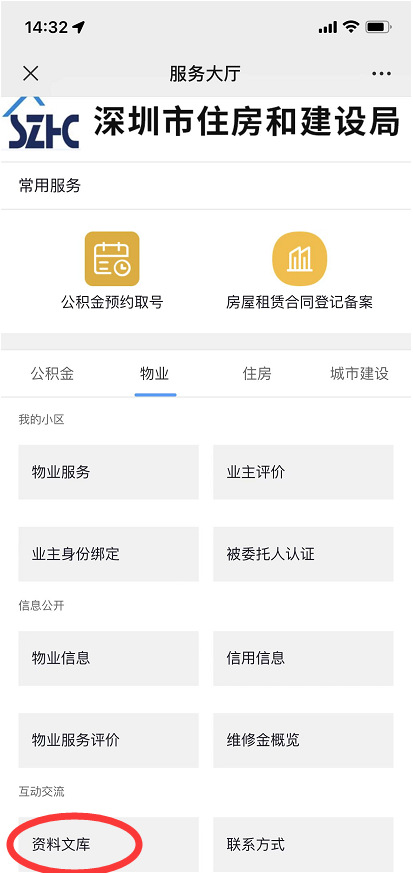 14:32
服务大厅
SZHC 深圳市住房和建设局
常用服务
公积金预约取号 房屋租赁合同登记备案
公积金 物业 住房 城市建设
我的小区
物业服务 业主评价
业主身份绑定 被委托人认证
信息公开
物业信息 信用信息
物业服务评价 维修金概览
互动交流
资料文库 联系方式